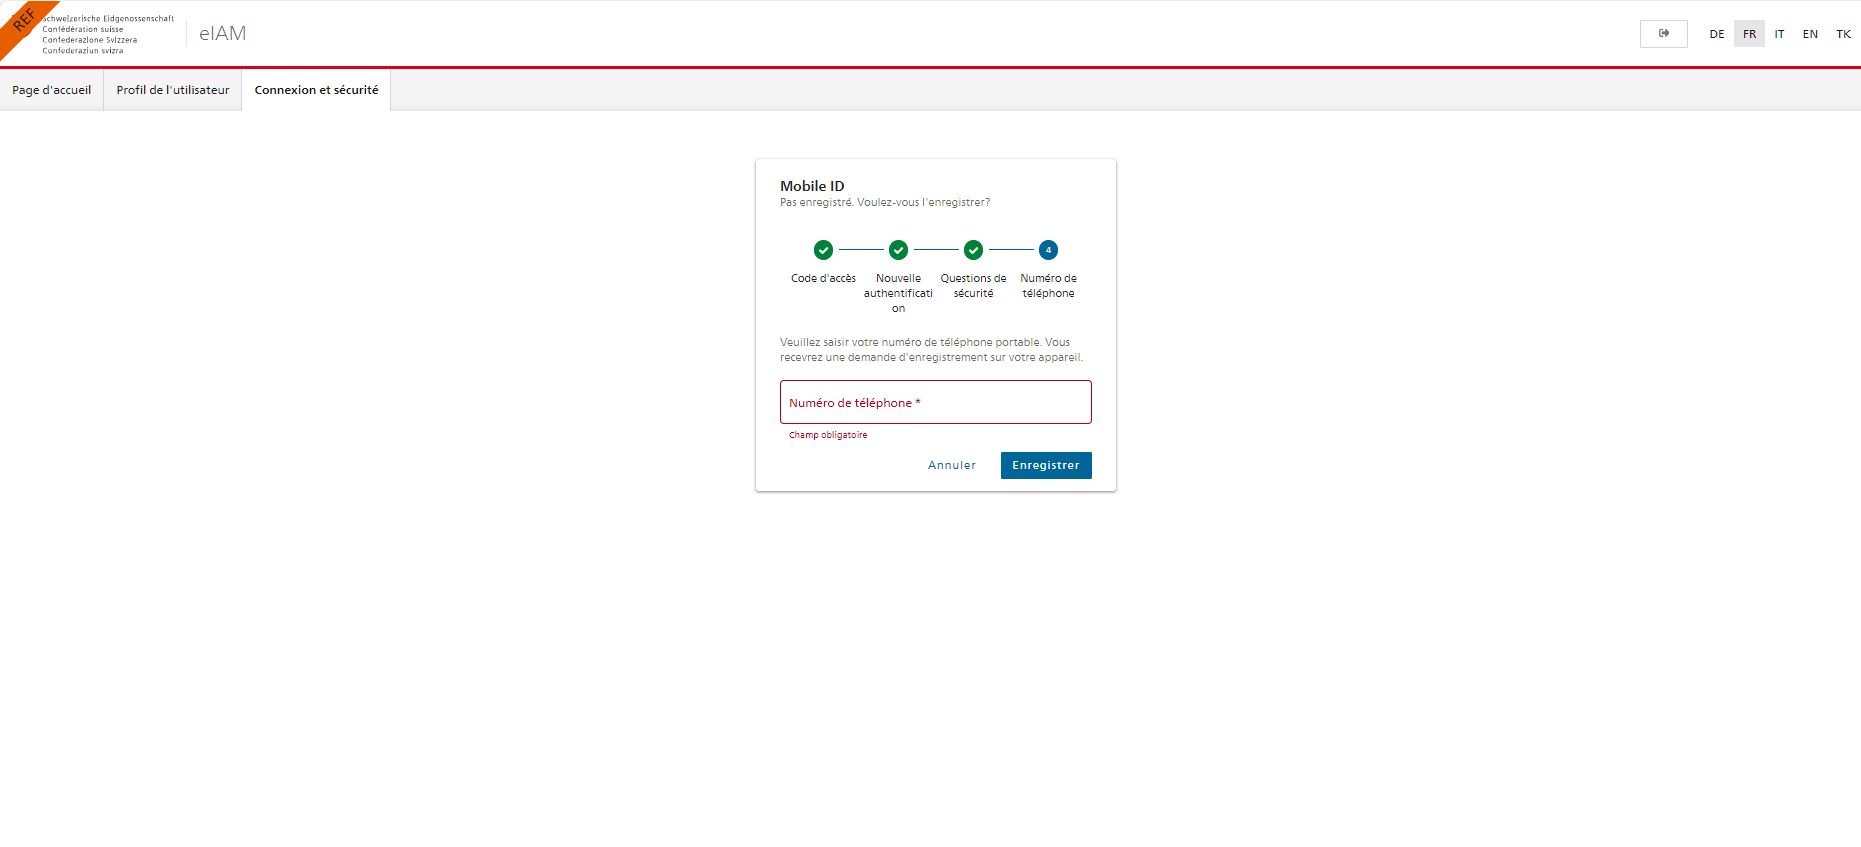 REF
Schweizerische Eidgenossenschaft
Confédération suisse
Confederazione Svizzera
Confederaziun svizra
eIAM
DE FR IT EN TK
Page d'accueil Profil de l'utilisateur Connexion et sécurité
Mobile ID
Pas enregistré. Voulez-vous l'enregistrer?
4
Code d'accès Nouvelle authentificati on Questions de sécurité Numéro de téléphone
Veuillez saisir votre numéro de téléphone portable. Vous
recevrez une demande d'enregistrement sur votre appareil.
Numéro de téléphone *
Champ obligatoire
Annuler Enregistrer